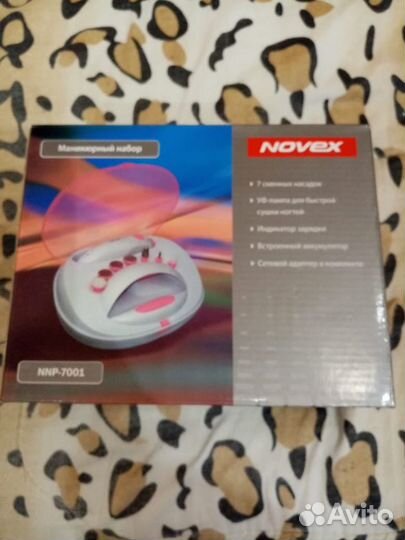 Маникюрный набор
NOVEX
7 сменных насадок
УФ-лампа для быстрой
сушки ногтей
Индикатор зарядки
Встроенный аккумулятор
Сетевой адаптер в комплекте
NNP-7001
Avito